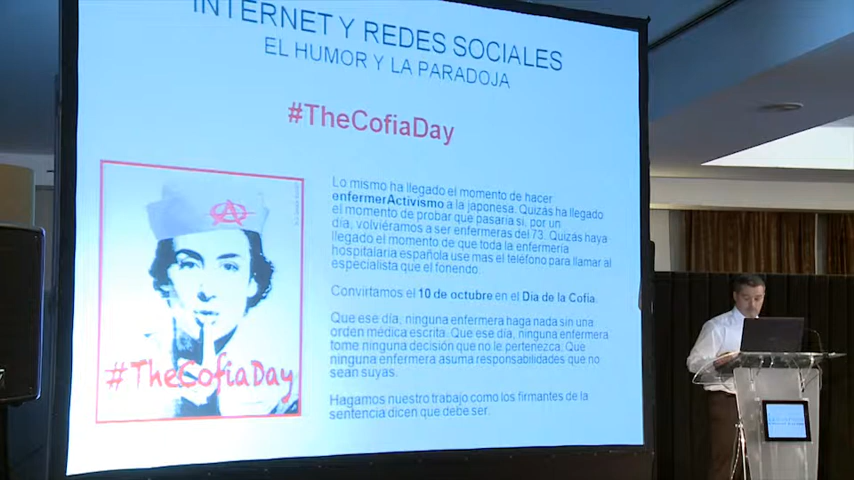 INTERNET Y REDES SOCIALES
EL HUMOR Y LA PARADOJA
#TheCofiaDay
Lo mismo ha llegado el momento de hacer
enfermerActivismo a la japonesa. Quizás ha llegado
el momento de probar que pasaría si, por un
día, volviéramos a ser enfermeras del 73. Quizás haya
llegado el momento de que toda la enfermería
hospitalaria española use mas el teléfono para llamar al
especialista que el fonendo.
Convirtamos el 10 de octubre en el Día de la Cofia.
Que ese día, ninguna enfermera haga nada sin una
orden médica escrita. Que ese día, ninguna enfermera
tome ninguna decisión que no le pertenezca. Que
ninguna enfermera asuma responsabilidades que no
sean suyas.
Hagamos nuestro trabajo como los firmantes de la
sentencia dicen que debe ser.
#TheCofiaDay